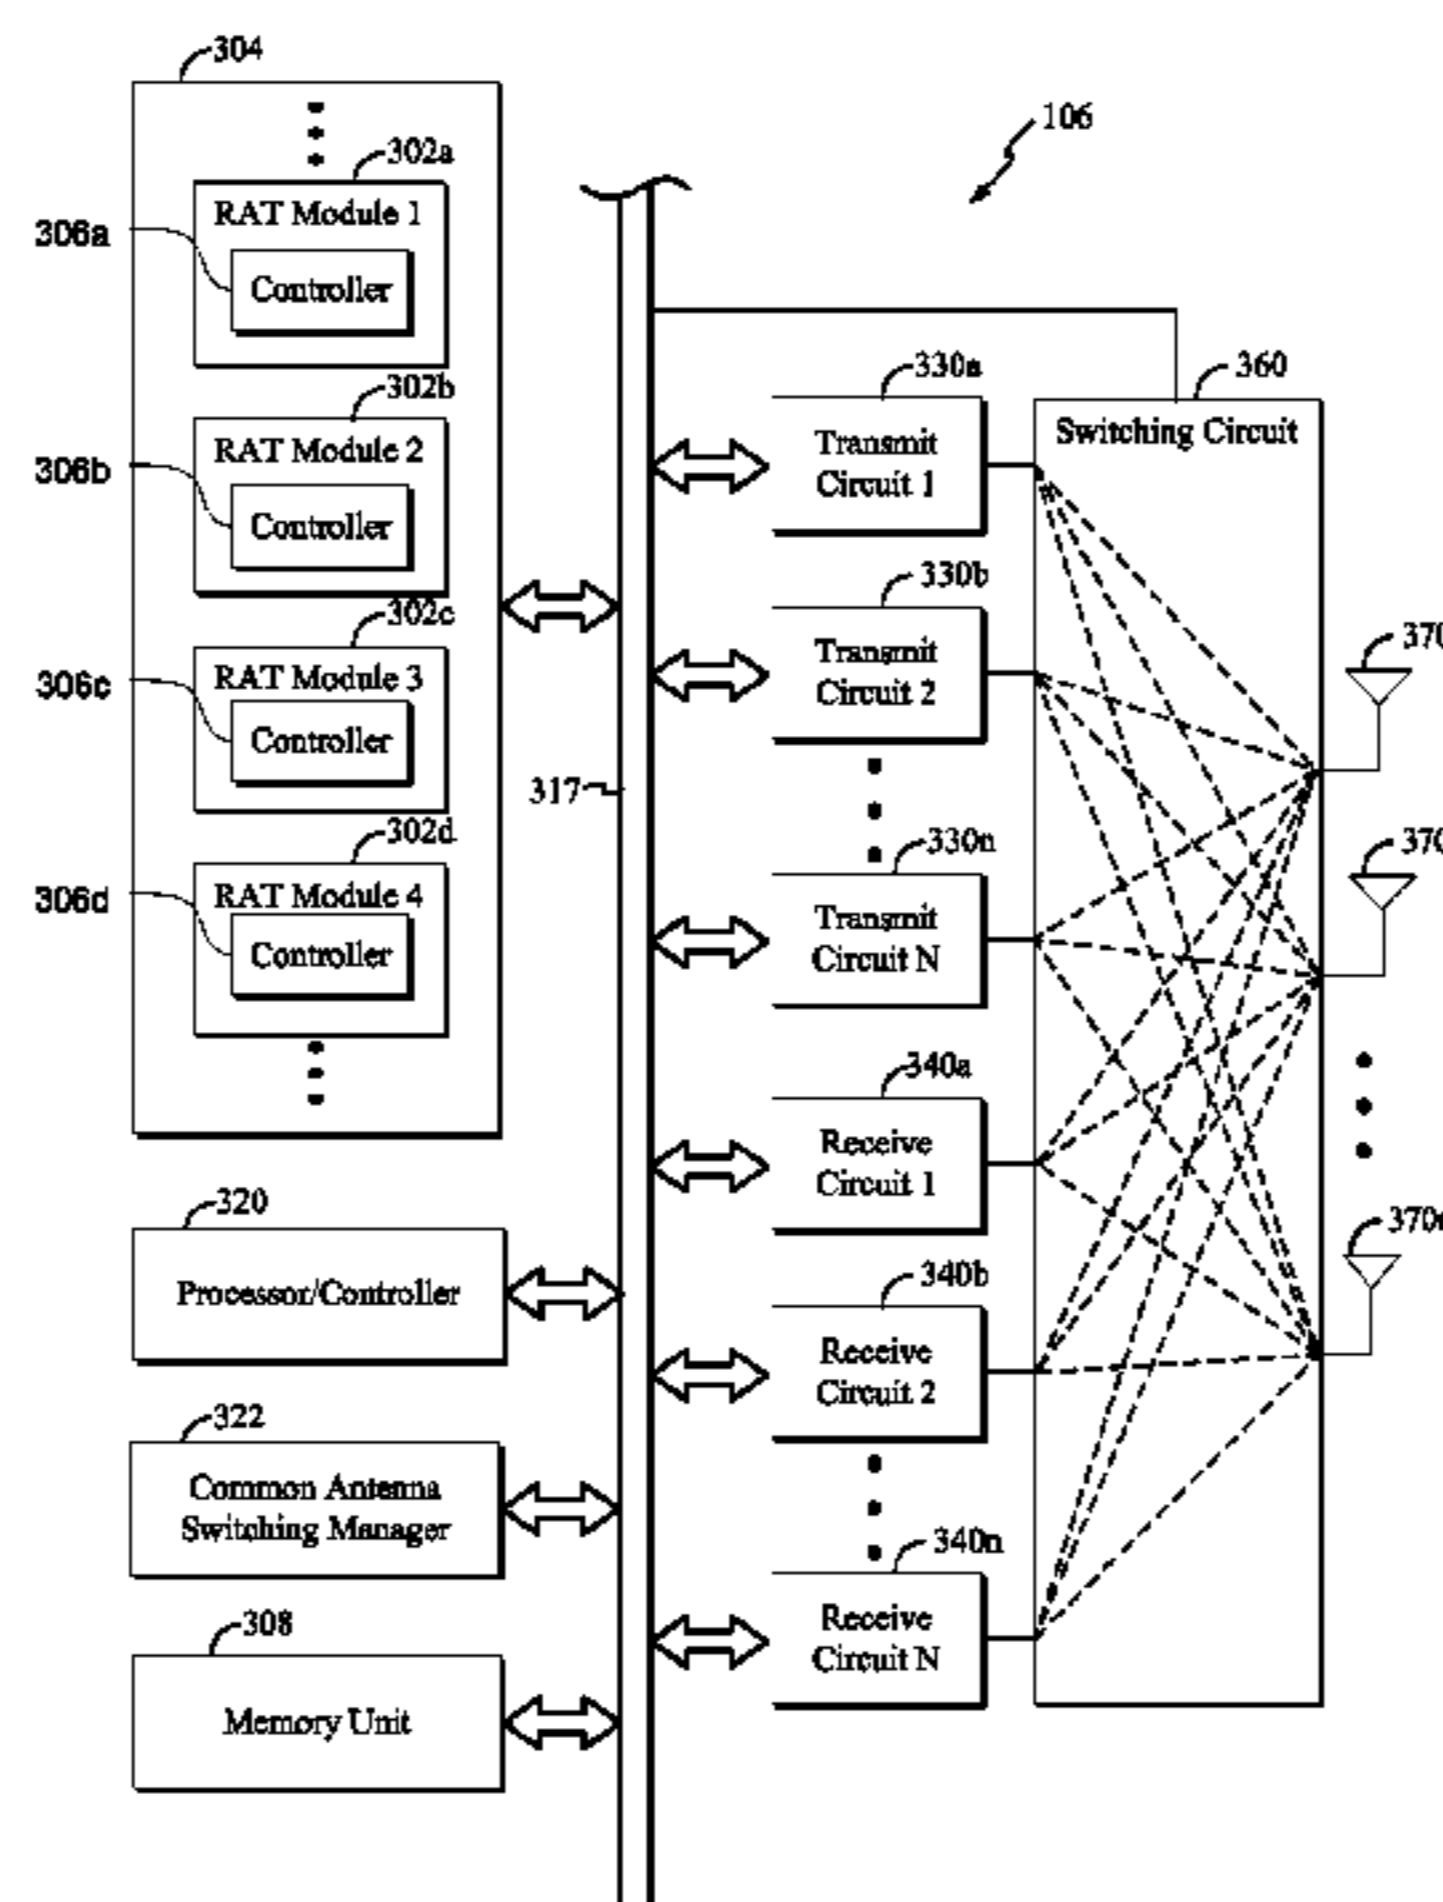 304
106
302a
RAT Module 1
306a
Controller
302b
RAT Module 2
306b
Controller
302c
RAT Module 3
306c
Controller
302d
RAT Module 4
306d
Controller
317
320
Processor/Controller
322
Common Antenna
Switching Manager
308
Memory Unit
330a
Transmit
Circuit 1
330b
Transmit
Circuit 2
330n
Transmit
Circuit N
340a
Receive
Circuit 1
340b
Receive
Circuit 2
340n
Receive
Circuit N
360
Switching Circuit
370
370
370